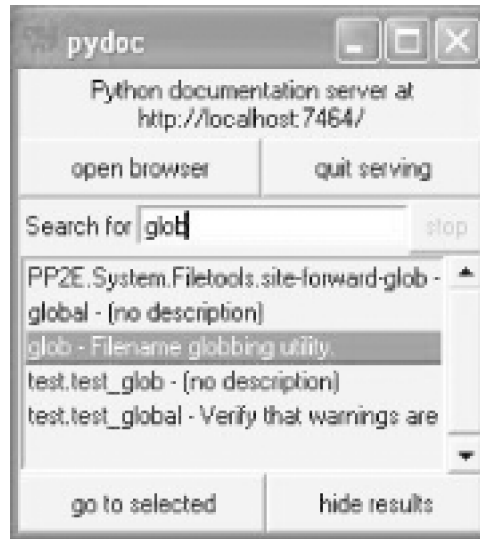 pydoc
Python documentation server at
http://localhost:7464/
open browser
quit serving
Search for glob
stop
PP2E.System.Filetools.site-forward-glob -
global - (no description)
glob - Filename globbing utility.
test.test_glob - (no description)
test.test_global - Verify that warnings are
go to selected
hide results